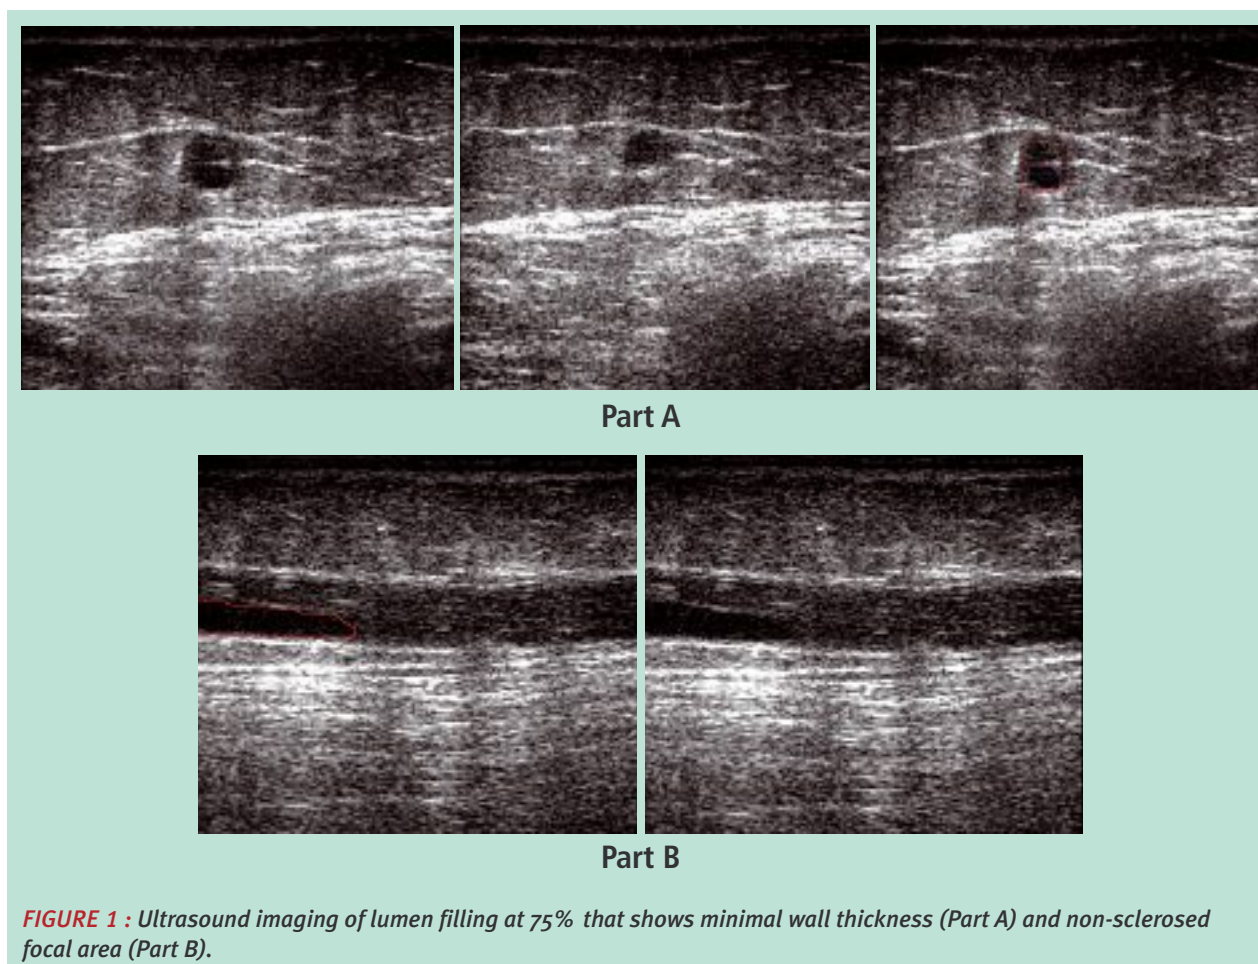 Part A
Part B
FIGURE 1 : Ultrasound imaging of lumen filling at 75% that shows minimal wall thickness (Part A) and non-sclerosed
focal area (Part B).